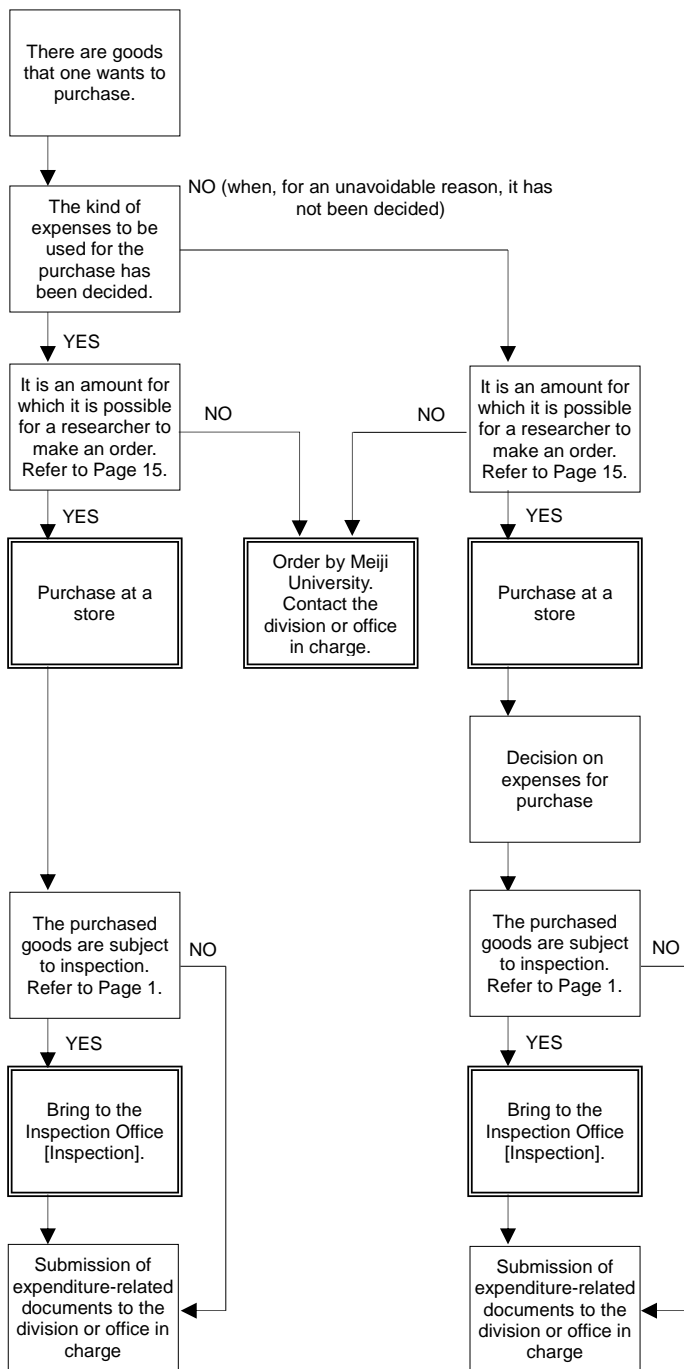 There are goods
that one wants to
purchase.
NO (when, for an unavoidable reason, it has
not been decided)
The kind of
expenses to be
used for the
purchase has
been decided.
YES
It is an amount for
which it is possible
for a researcher to
make an order.
Refer to Page 15.
NO
NO
It is an amount for
which it is possible
for a researcher to
make an order.
Refer to Page 15.
YES
YES
Purchase at a
store
Order by Meiji
University.
Contact the
division or office
in charge.
Purchase at a
store
Decision on
expenses for
purchase
The purchased
goods are subject
to inspection.
Refer to Page 1.
NO
The purchased
goods are subject
to inspection.
Refer to Page 1.
NO
YES
YES
Bring to the
Inspection Office
[Inspection].
Bring to the
Inspection Office
[Inspection].
Submission of
expenditure-related
documents to the
division or office in
charge
Submission of
expenditure-related
documents to the
division or office in
charge